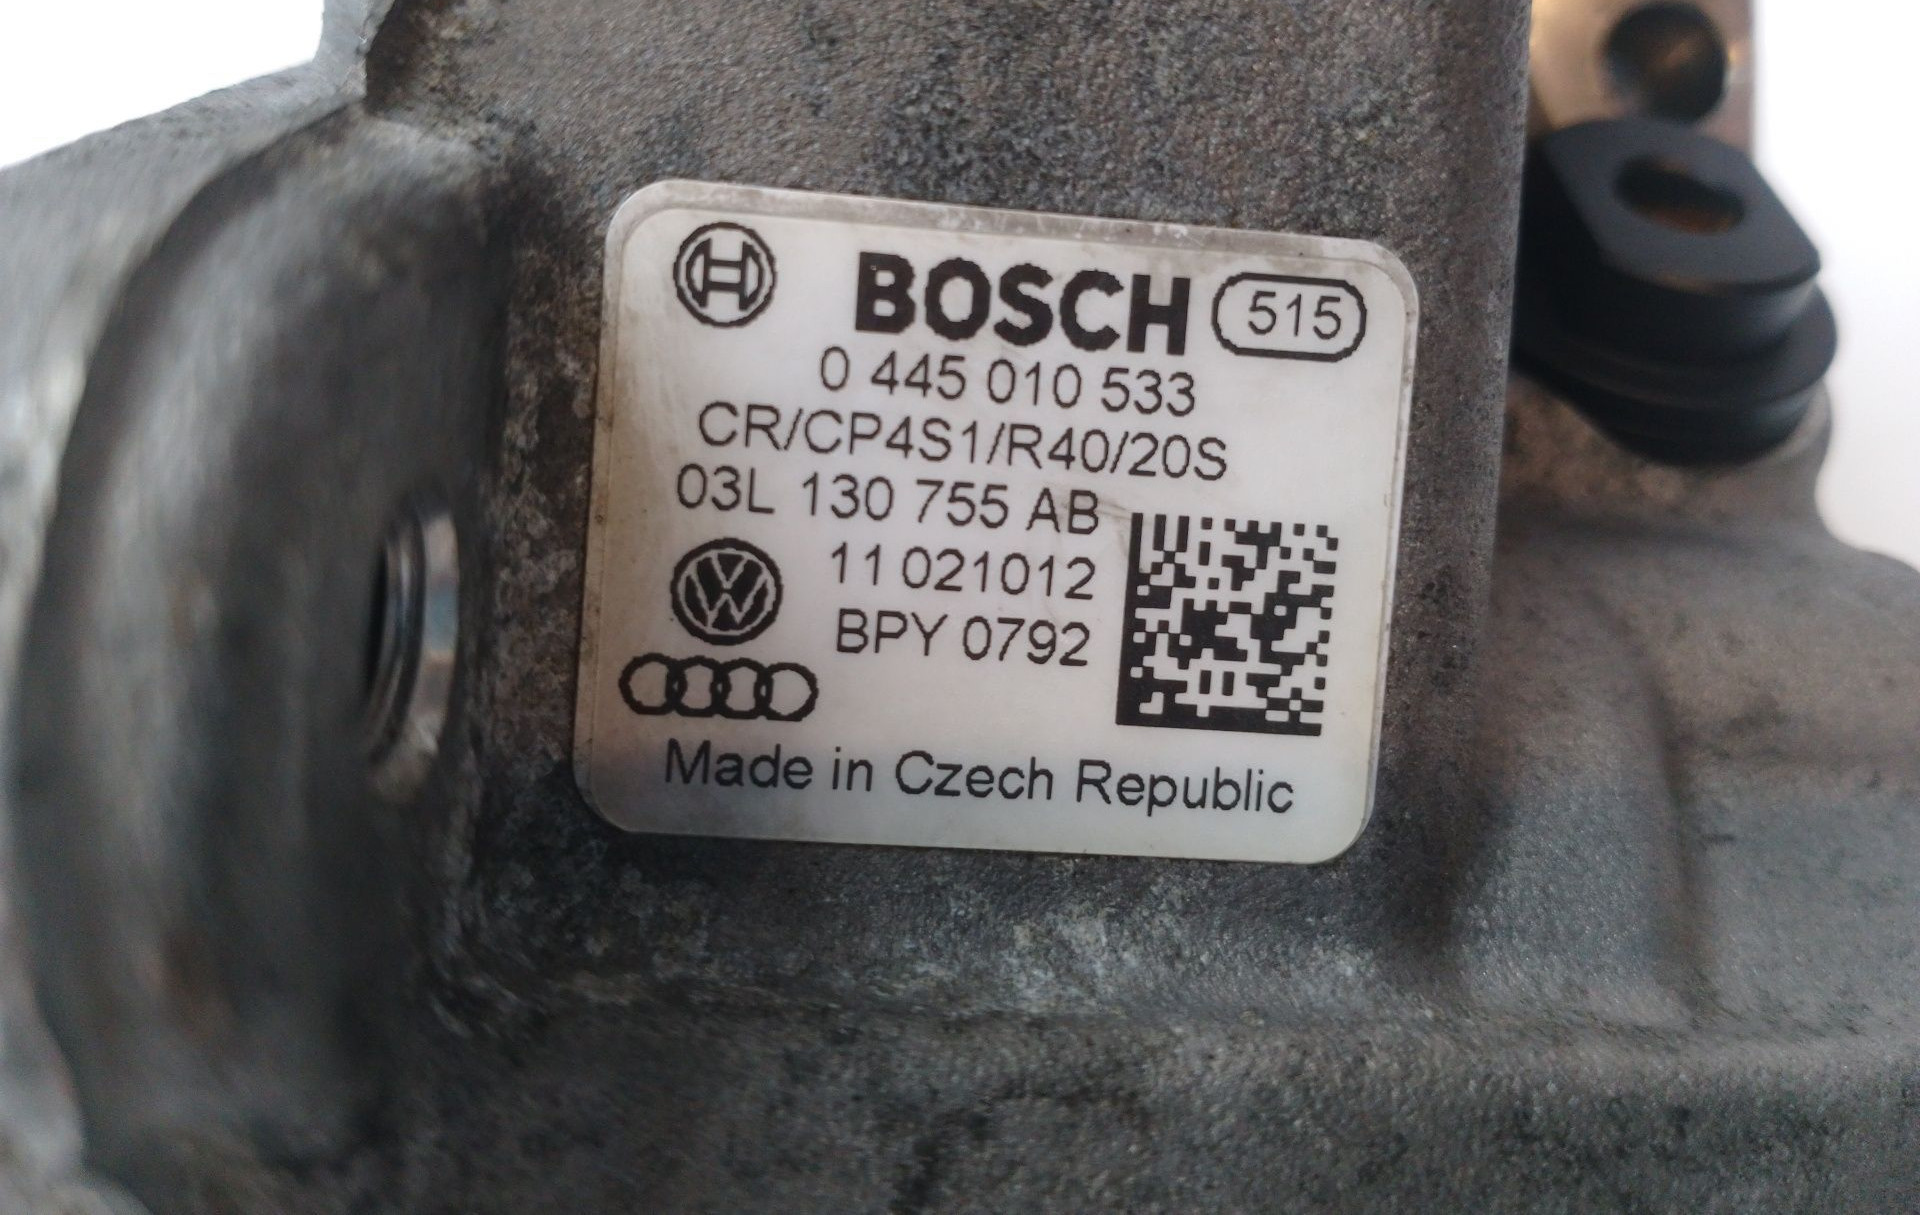 BOSCH 515
0 445 010 533
CR/CP4S1/R40/20S
03L 130 755 AB
11 021012
BPY 0792
Made in Czech Republic